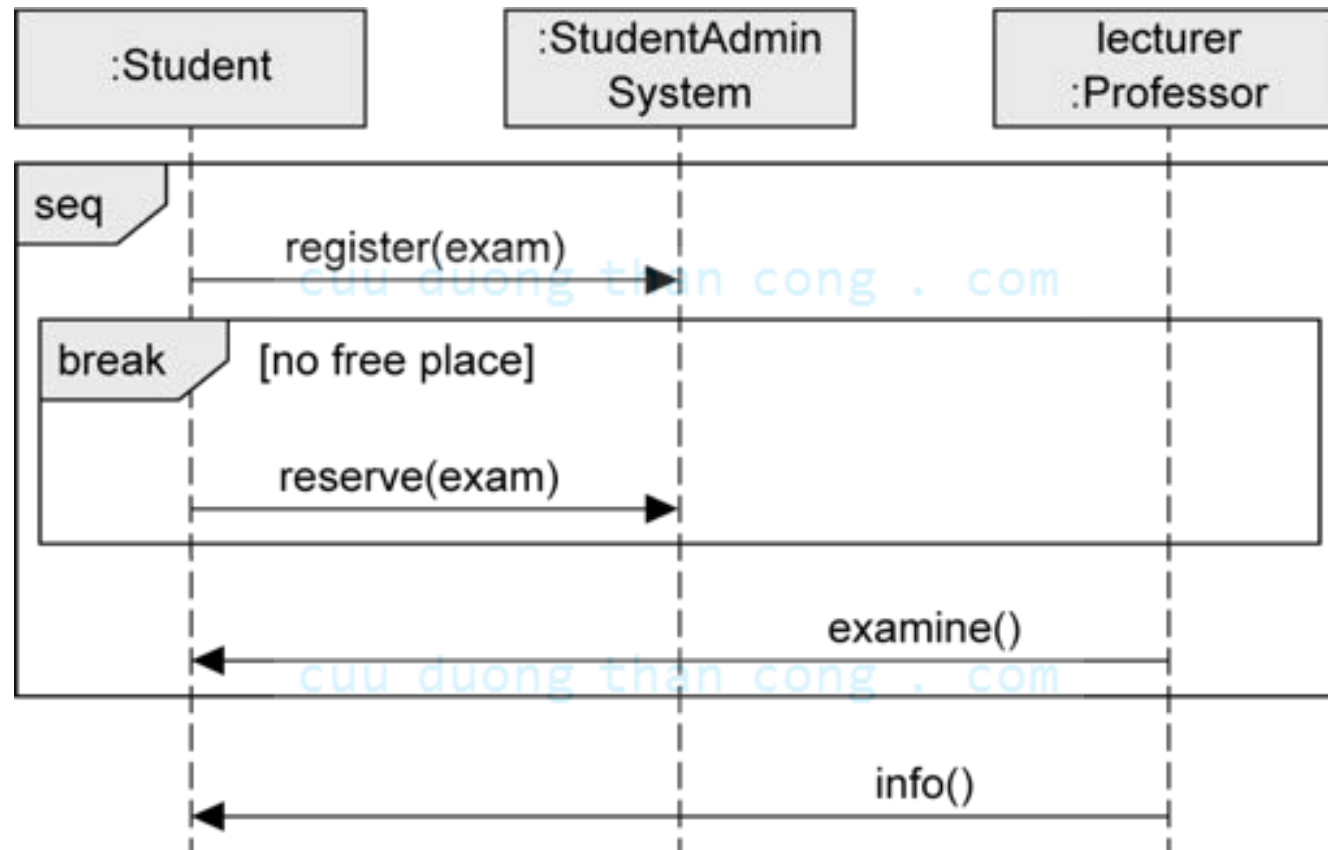 :Student
:StudentAdmin
System
lecturer
:Professor
seq
register(exam)
cuu duong than cong . com
break
[no free place]
reserve(exam)
examine()
cuu duong than cong . com
info()